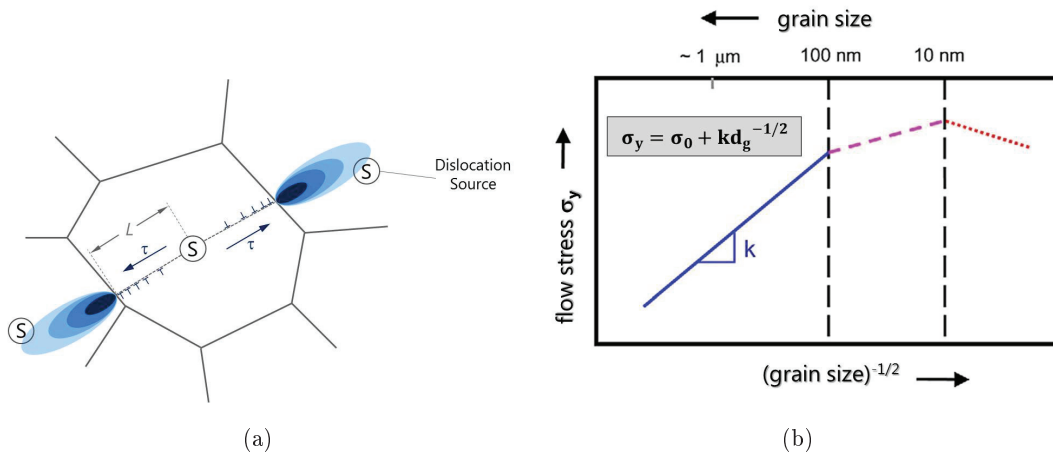 S
Dislocation
Source
L
τ
S
τ
S
(a)
grain size
~ 1 μm
100 nm
10 nm
σy = σ0 + kdg^-1/2
k
flow stress σy
(grain size)^-1/2
(b)